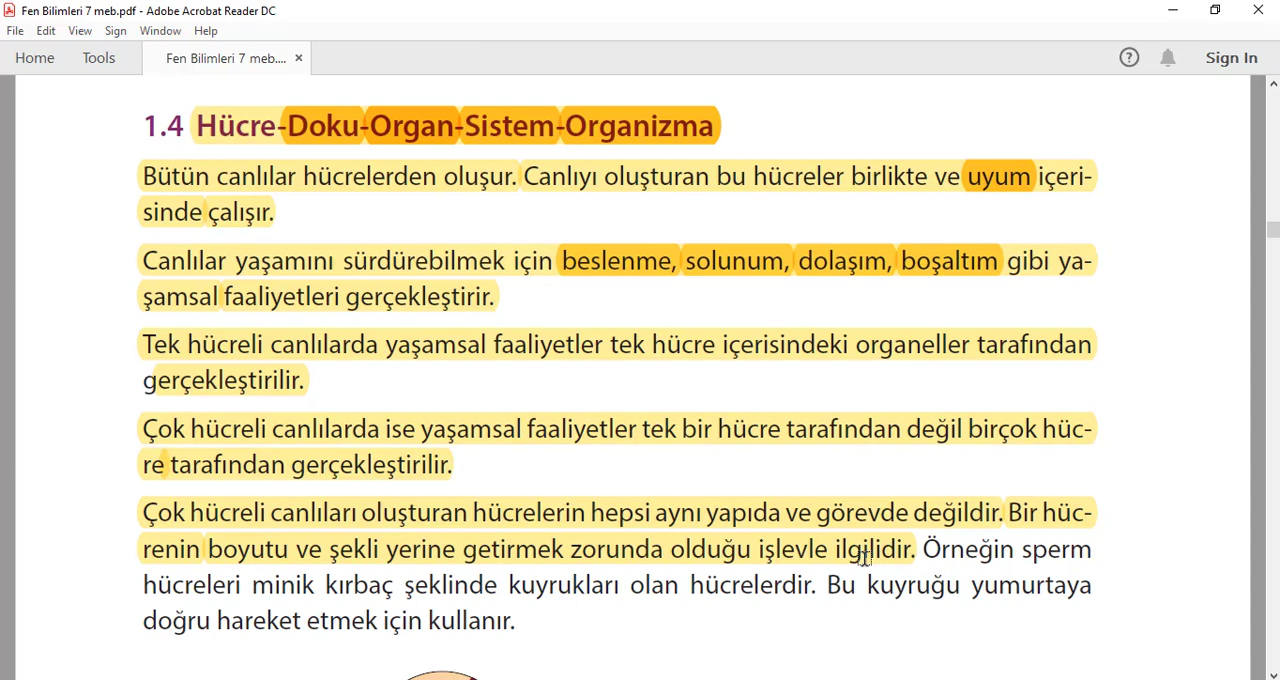 Fen Bilimleri 7 meb.pdf - Adobe Acrobat Reader DC
File Edit View Sign Window Help
Home Tools Fen Bilimleri 7 meb.... × ? Sign In
1.4 Hücre-Doku-Organ-Sistem-Organizma
Bütün canlılar hücrelerden oluşur. Canlıyı oluşturan bu hücreler birlikte ve uyum içeri-
sinde çalışır.
Canlılar yaşamını sürdürebilmek için beslenme, solunum, dolaşım, boşaltım gibi ya-
şamsal faaliyetleri gerçekleştirir.
Tek hücreli canlılarda yaşamsal faaliyetler tek hücre içerisindeki organeller tarafından
gerçekleştirilir.
Çok hücreli canlılarda ise yaşamsal faaliyetler tek bir hücre tarafından değil birçok hüc-
re tarafından gerçekleştirilir.
Çok hücreli canlıları oluşturan hücrelerin hepsi aynı yapıda ve görevde değildir. Bir hüc-
renin boyutu ve şekli yerine getirmek zorunda olduğu işlevle ilgilidir. Örneğin sperm
hücreleri minik kırbaç şeklinde kuyrukları olan hücrelerdir. Bu kuyruğu yumurtaya
doğru hareket etmek için kullanır.